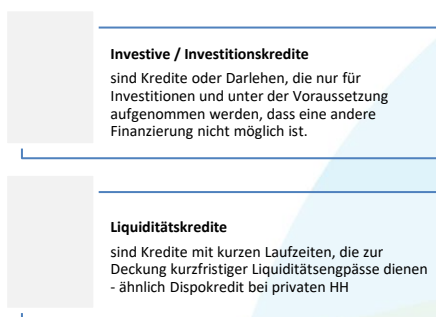 Investive / Investitionskredite
sind Kredite oder Darlehen, die nur für
Investitionen und unter der Voraussetzung
aufgenommen werden, dass eine andere
Finanzierung nicht möglich ist.
Liquiditätskredite
sind Kredite mit kurzen Laufzeiten, die zur
Deckung kurzfristiger Liquiditätsengpässe dienen
- ähnlich Dispokredit bei privaten HH